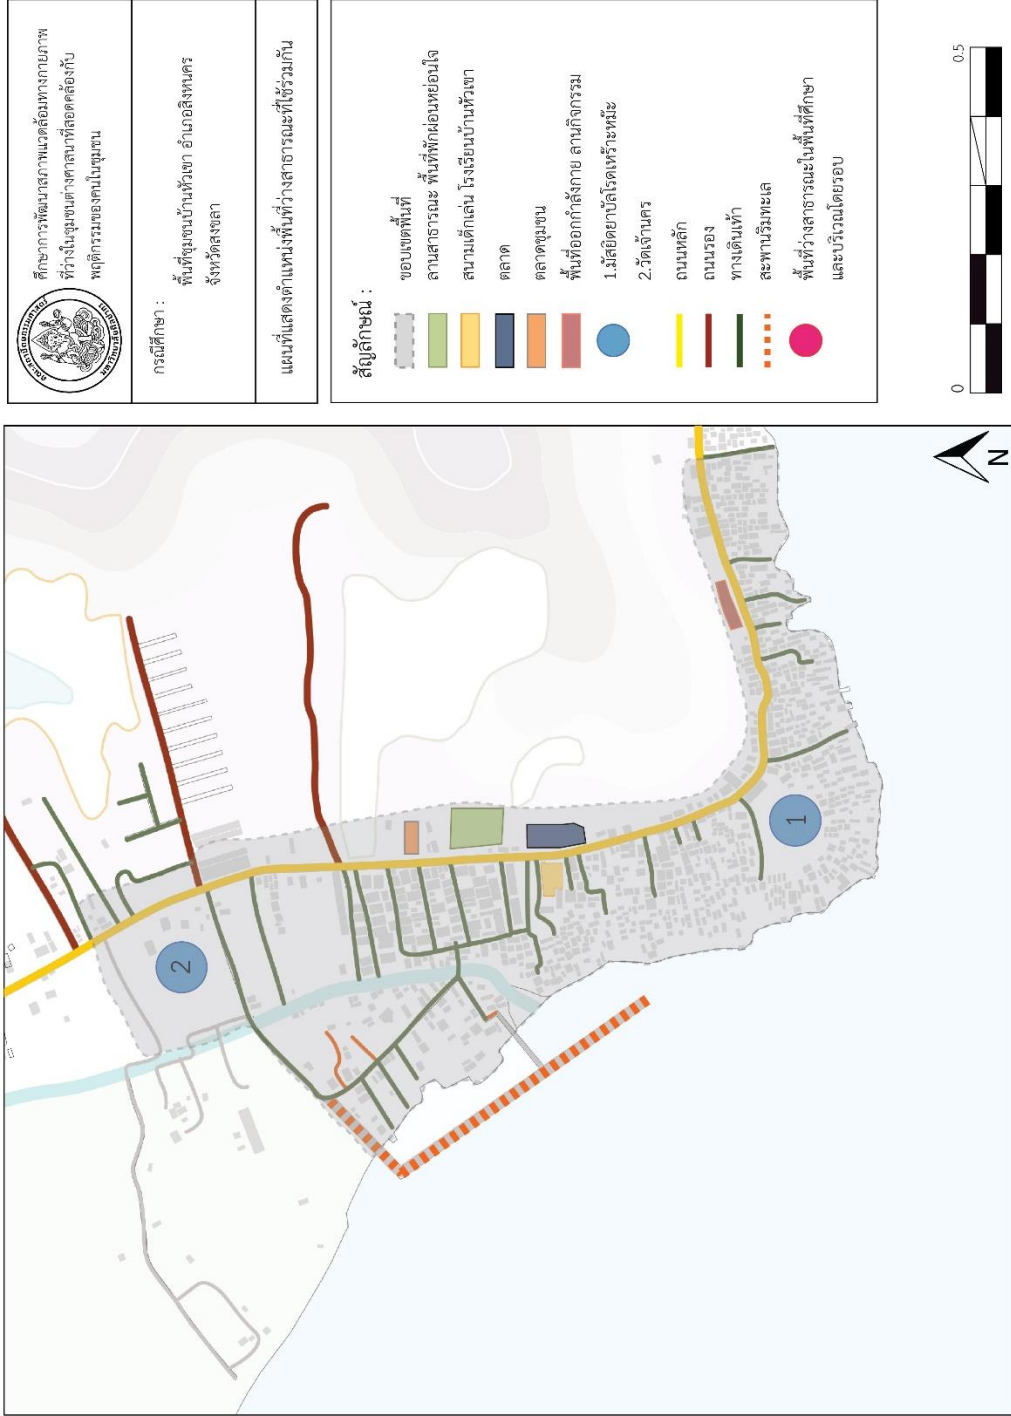 ศึกษาการพัฒนาสภาพแวดล้อมทางกายภาพ
ที่ว่างในชุมชนต่างศาสนาที่สอดคล้องกับ
พฤติกรรมของคนในชุมชน
กรณีศึกษา :
พื้นที่ชุมชนบ้านหัวเขา อำเภอสิงหนคร
จังหวัดสงขลา
แผนที่แสดงตำแหน่งพื้นที่ว่างสาธารณะที่ใช้ร่วมกัน
สัญลักษณ์ :
ขอบเขตพื้นที่
ลานสาธารณะ พื้นที่พักผ่อนหย่อนใจ
สนามเด็กเล่น โรงเรียนบ้านหัวเขา
ตลาด
ตลาดชุมชน
พื้นที่ออกกำลังกาย ลานกิจกรรม
1.มัสยิดยาบัลโรดเหร๊าะหม๊ะ
2.วัดเจ้านคร
ถนนหลัก
ถนนรอง
ทางเดินเท้า
สะพานริมทะเล
พื้นที่ว่างสาธารณะในพื้นที่ศึกษา
และบริเวณโดยรอบ
0
0.5
N
1
2